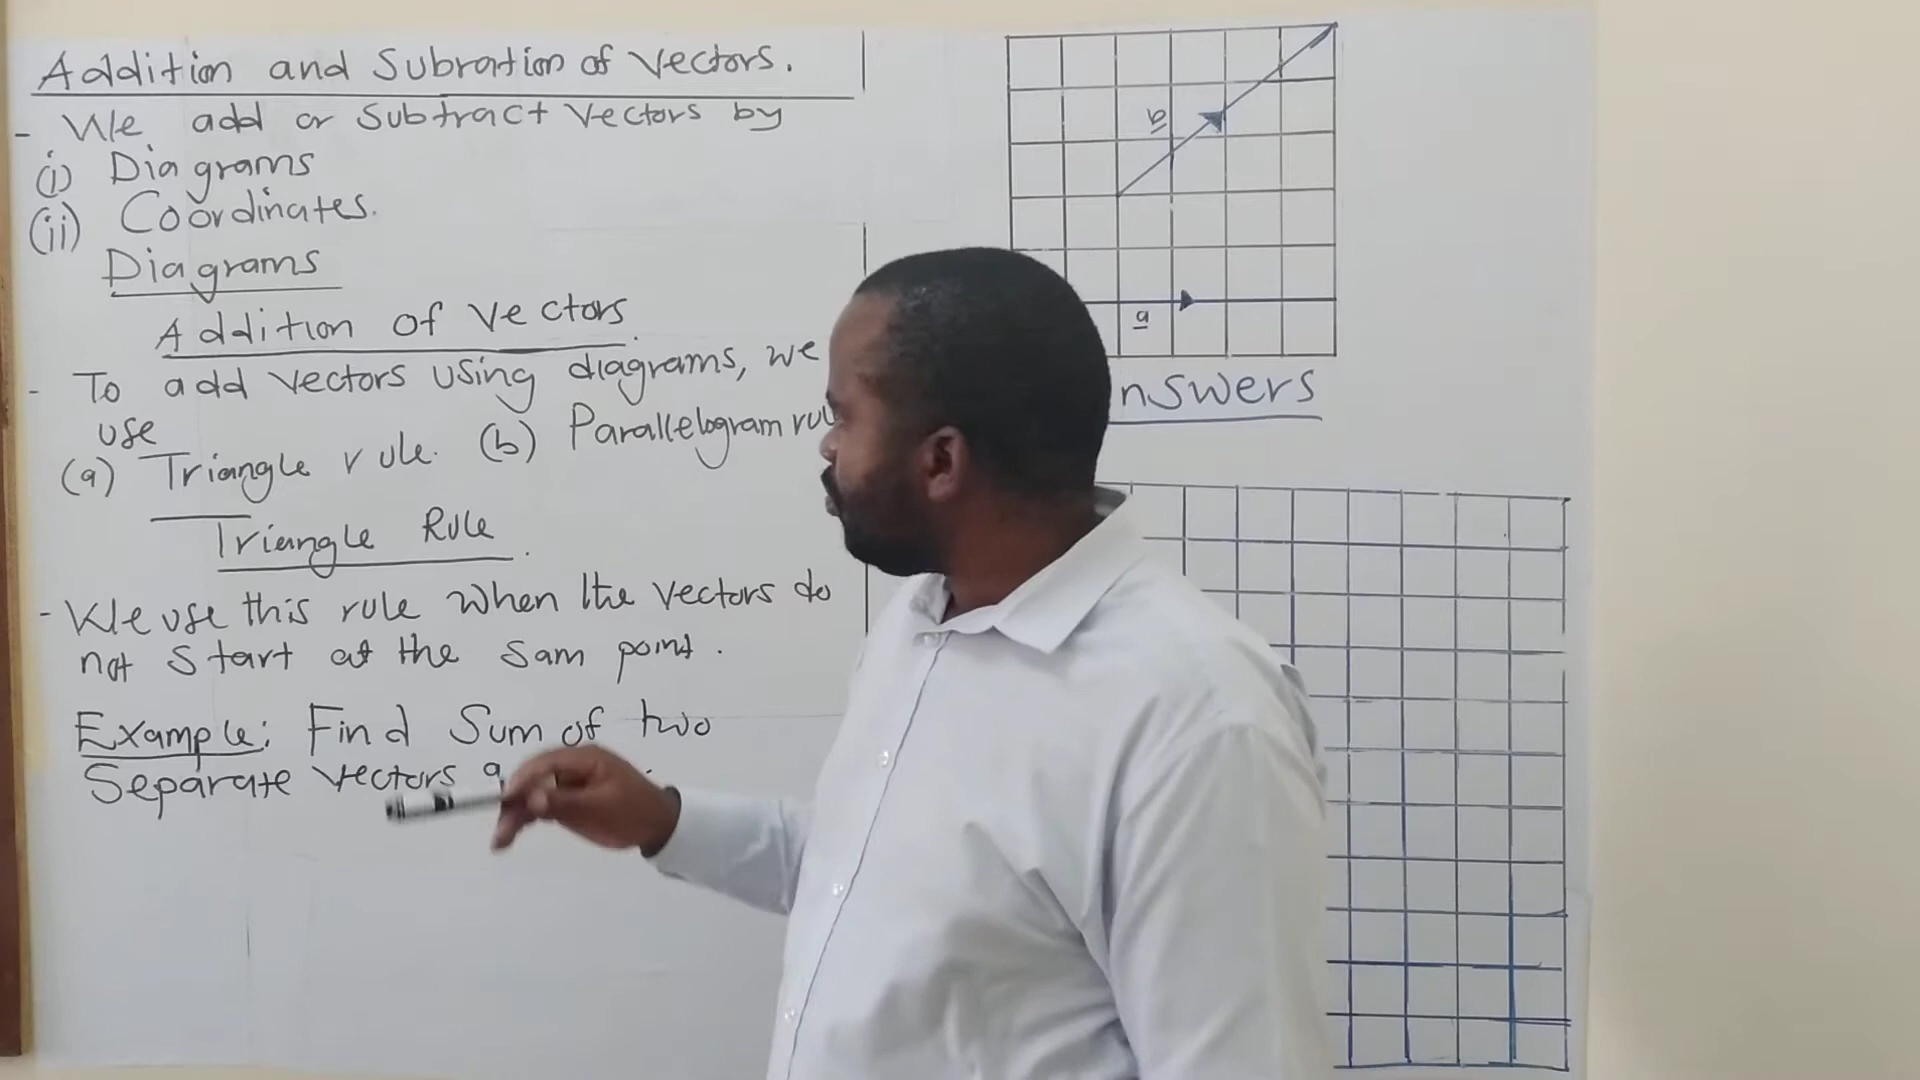 Addition and Subration of Vectors.
- We add or Subtract Vectors by
(i) Diagrams
(ii) Coordinates.
Diagrams
Addition of Vectors.
- To add Vectors using diagrams, we
use
(a) Triangle rule. (b) Parallelogram rul
Triangle Rule.
- We use this rule when the vectors do
not start at the Sam point.
Example: Find Sum of two
Separate vectors a
b
a
nswers